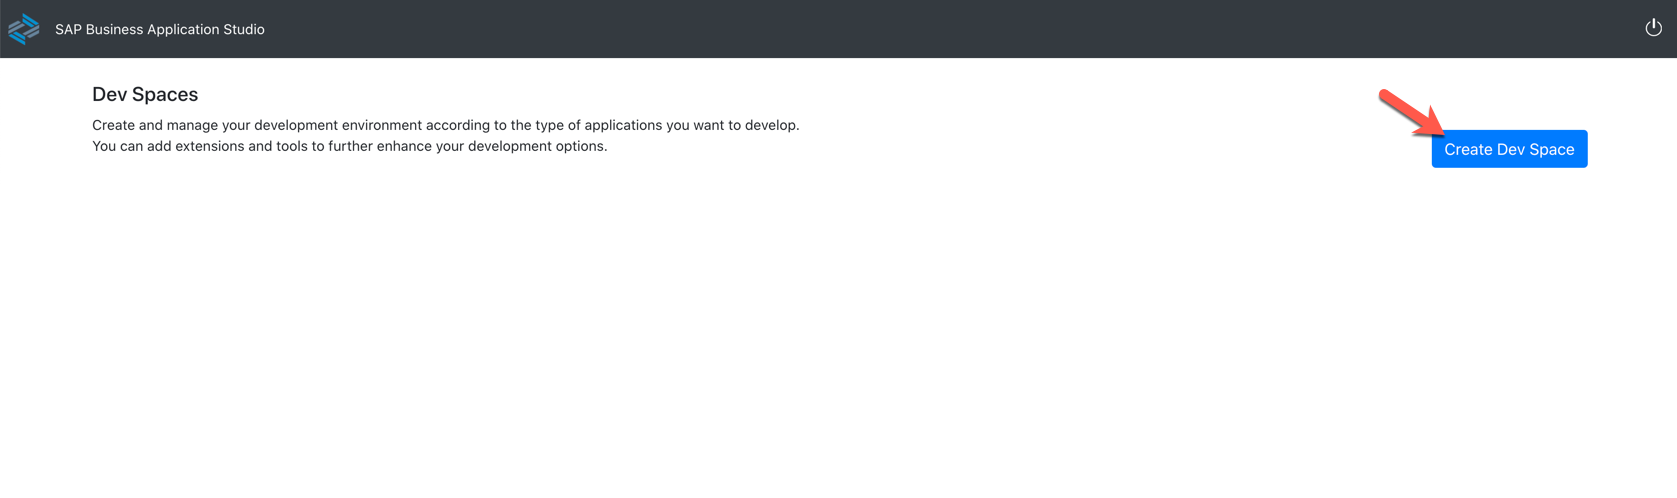 SAP Business Application Studio
Dev Spaces
Create and manage your development environment according to the type of applications you want to develop.
You can add extensions and tools to further enhance your development options.
Create Dev Space